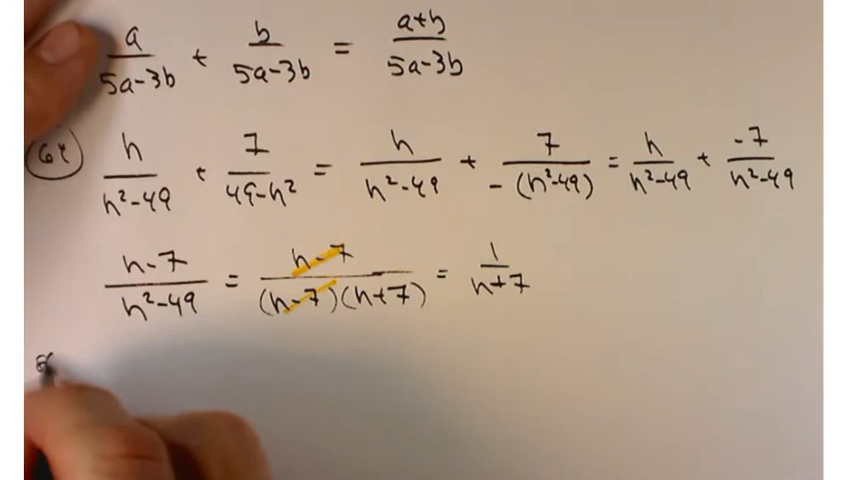 a/(5a-3b) + b/(5a-3b) = (a+b)/(5a-3b)
64 h/(h²-49) + 7/(49-h²) = h/(h²-49) + 7/(-(h²-49)) = h/(h²-49) + -7/(h²-49)
(h-7)/(h²-49) = (h-7)/((h-7)(h+7)) = 1/(h+7)